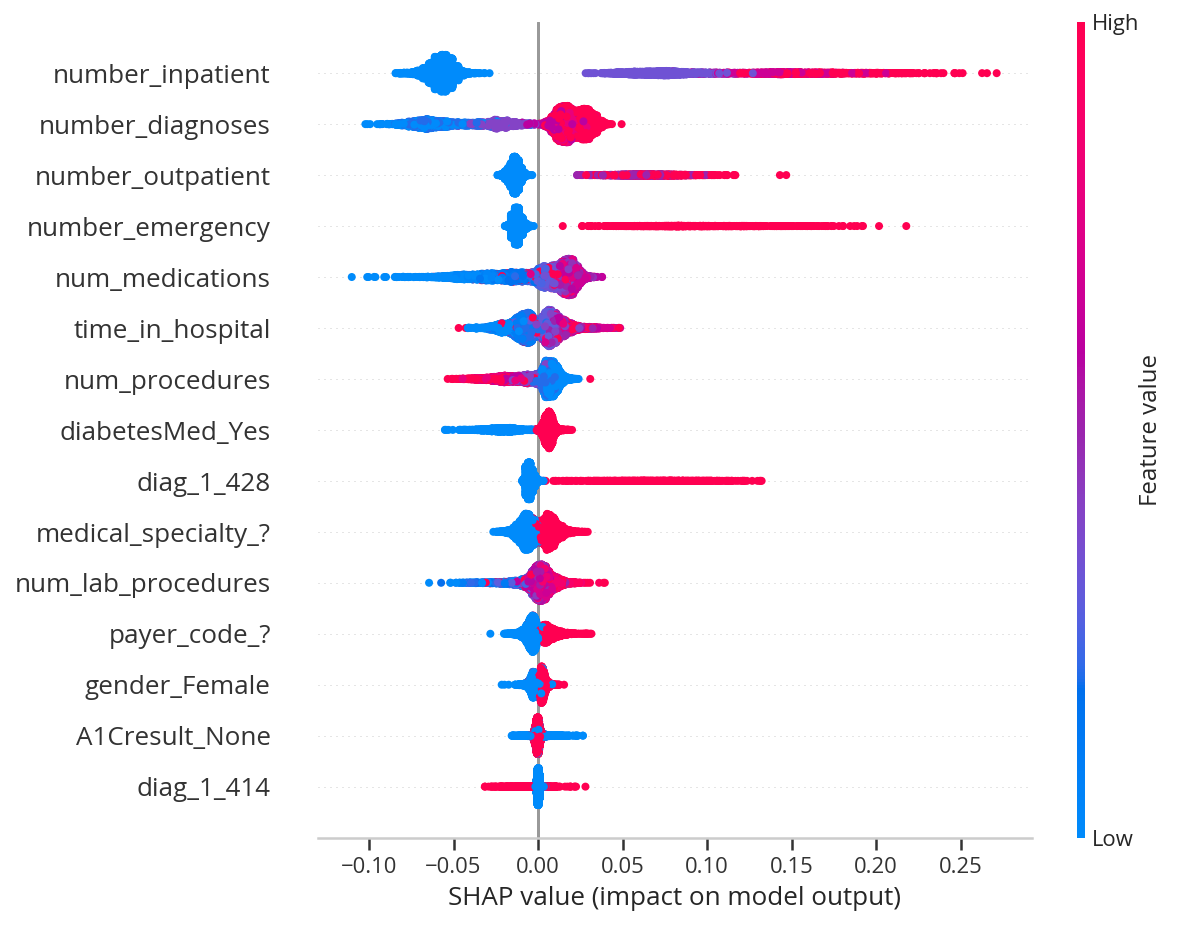 High
number_inpatient
number_diagnoses
number_outpatient
number_emergency
num_medications
time_in_hospital
num_procedures
diabetesMed_Yes
diag_1_428
medical_specialty_?
num_lab_procedures
payer_code_?
gender_Female
A1Cresult_None
diag_1_414
Feature value
Low
−0.10 −0.05 0.00 0.05 0.10 0.15 0.20 0.25
SHAP value (impact on model output)